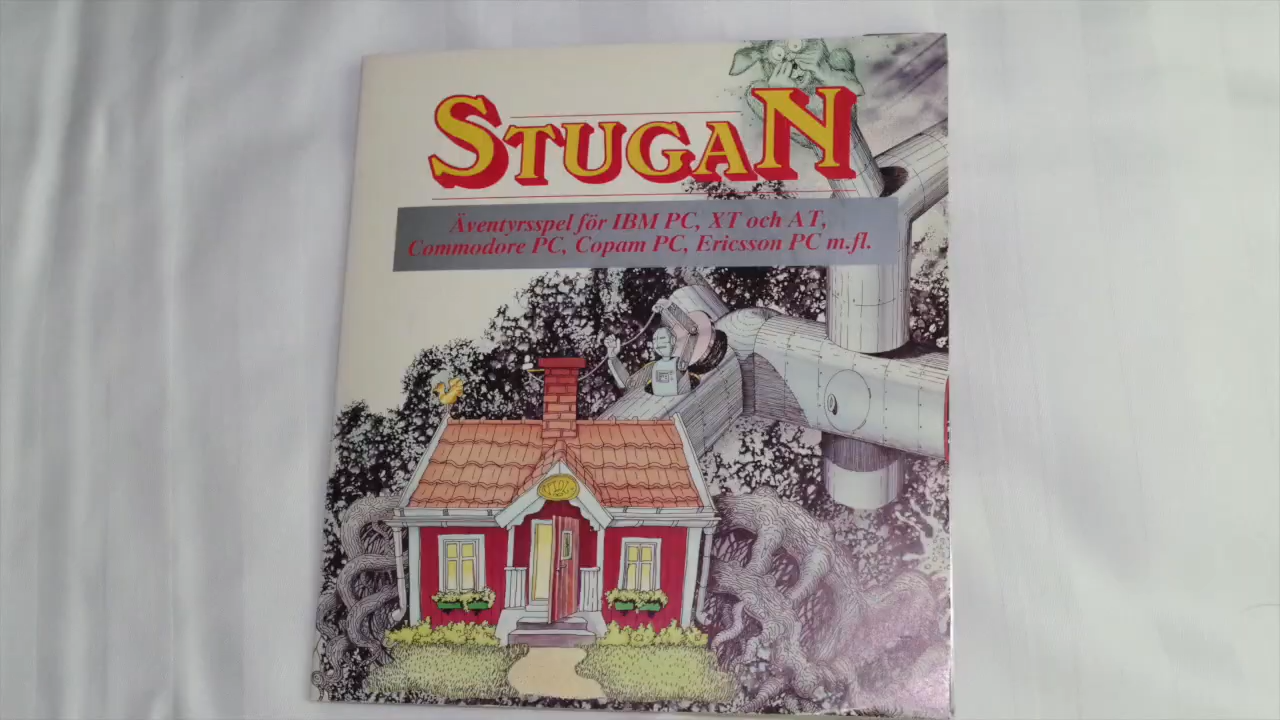 STUGAN
Äventyrsspel för IBM PC, XT och AT,
Commodore PC, Copam PC, Ericsson PC m.fl.